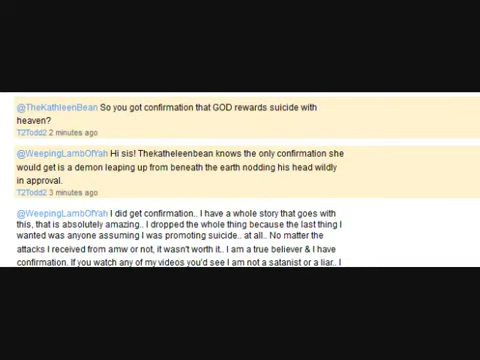 @TheKathleenBean So you got confirmation that GOD rewards suicide with
heaven?
T2Todd2 2 minutes ago
@WeepingLambOfYah Hi sis! Thekatheleenbean knows the only confirmation she
would get is a demon leaping up from beneath the earth nodding his head wildly
in approval.
T2Todd2 3 minutes ago
@WeepingLambOfYah I did get confirmation.. I have a whole story that goes with
this, that is absolutely amazing.. I dropped the whole thing because the last thing I
wanted was anyone assuming I was promoting suicide.. at all.. No matter the
attacks I received from amw or not, it wasn't worth it.. I am a true believer & I have
confirmation. If you watch any of my videos you'd see I am not a satanist or a liar.. I